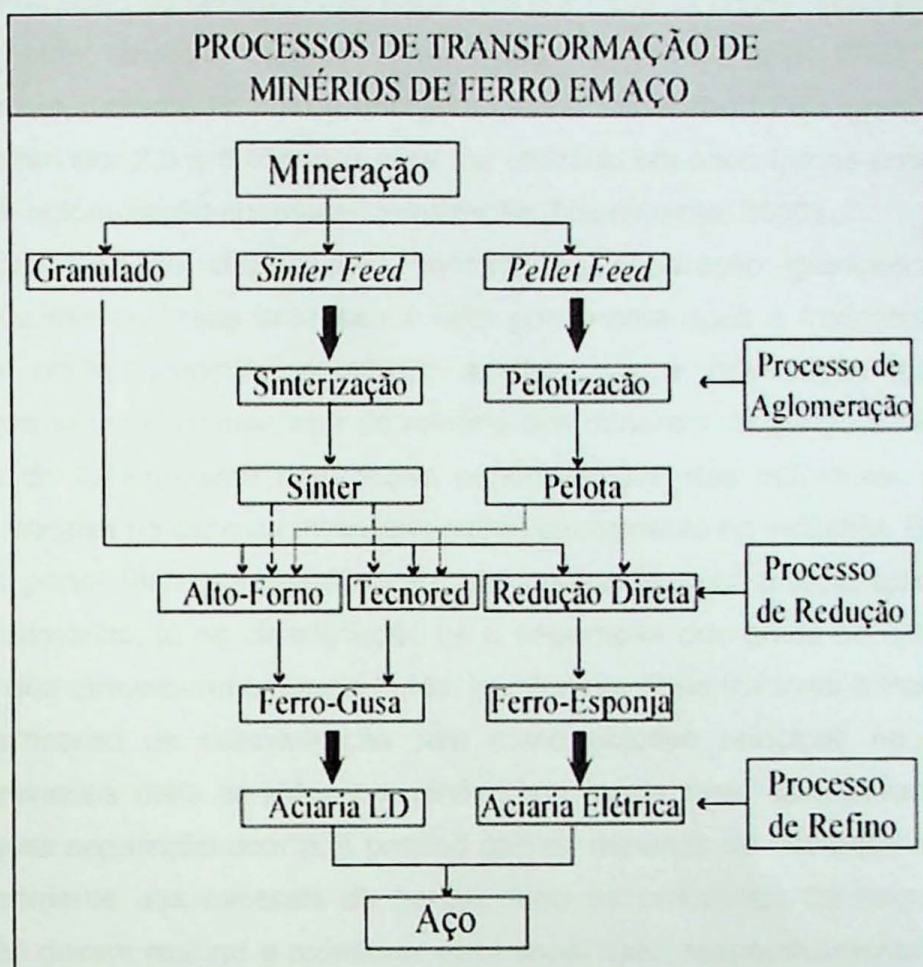 PROCESSOS DE TRANSFORMAÇÃO DE
MINÉRIOS DE FERRO EM AÇO
Mineração
Granulado
Sinter Feed
Pellet Feed
Sinterização
Pelotizacão
Processo de
Aglomeração
Sínter
Pelota
Alto-Forno
Tecnored
Redução Direta
Processo
de Redução
Ferro-Gusa
Ferro-Esponja
Aciaria LD
Aciaria Elétrica
Processo
de Refino
Aço